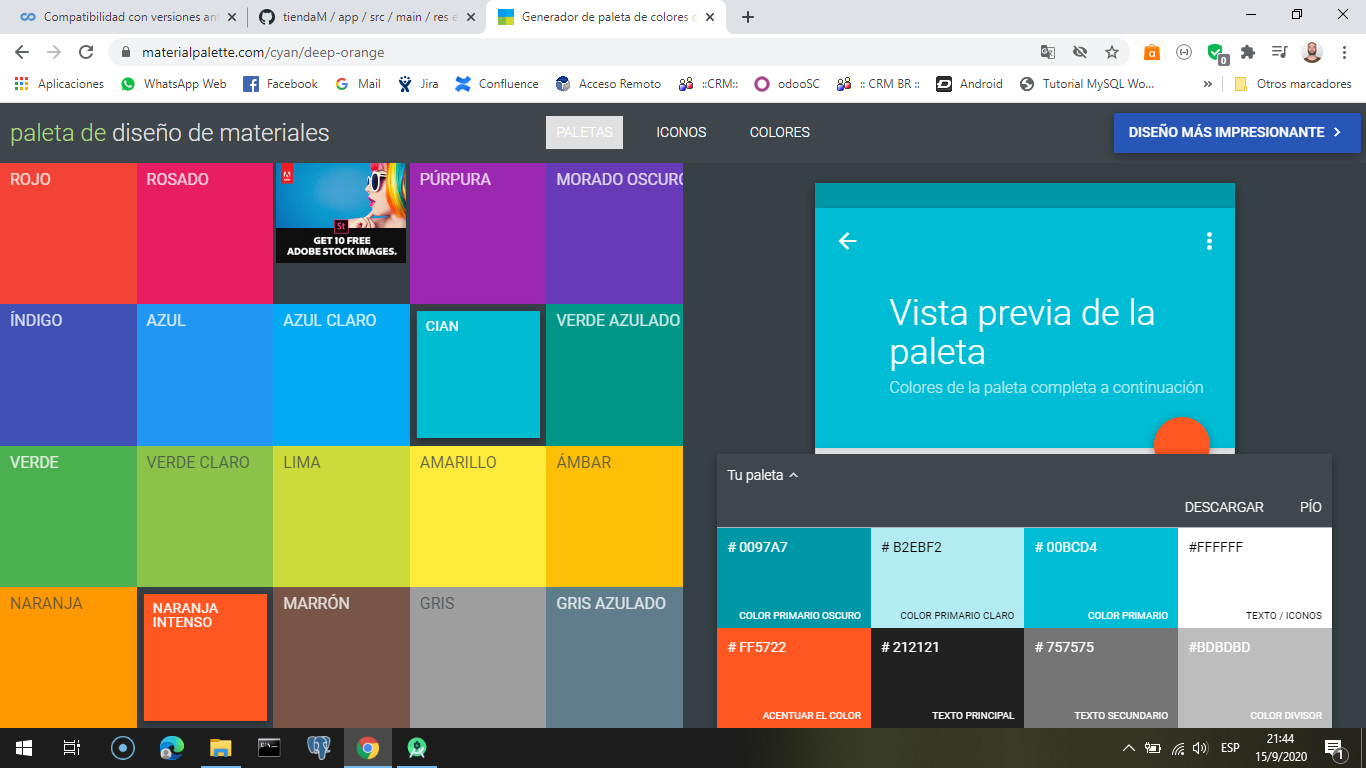 Compatibilidad con versiones ant
tiendaM / app / src / main / res e
Generador de paleta de colores d
materialpalette.com/cyan/deep-orange
0
Aplicaciones
WhatsApp Web
Facebook
Mail
Jira
Confluence
Acceso Remoto
::CRM::
odooSC
:: CRM BR ::
Android
Tutorial MySQL Wo...
»
Otros marcadores
paleta de diseño de materiales
PALETAS
ICONOS
COLORES
DISEÑO MÁS IMPRESIONANTE
ROJO
ROSADO
Adobe
St
GET 10 FREE
ADOBE STOCK IMAGES.
PÚRPURA
MORADO OSCURO
ÍNDIGO
AZUL
AZUL CLARO
CIAN
VERDE AZULADO
VERDE
VERDE CLARO
LIMA
AMARILLO
ÁMBAR
NARANJA
NARANJA
INTENSO
MARRÓN
GRIS
GRIS AZULADO
Vista previa de la
paleta
Colores de la paleta completa a continuación
Tu paleta
DESCARGAR
PÍO
# 0097A7
COLOR PRIMARIO OSCURO
# B2EBF2
COLOR PRIMARIO CLARO
# 00BCD4
COLOR PRIMARIO
#FFFFFF
TEXTO / ICONOS
# FF5722
ACENTUAR EL COLOR
# 212121
TEXTO PRINCIPAL
# 757575
TEXTO SECUNDARIO
#BDBDBD
COLOR DIVISOR
ESP
21:44
15/9/2020
1